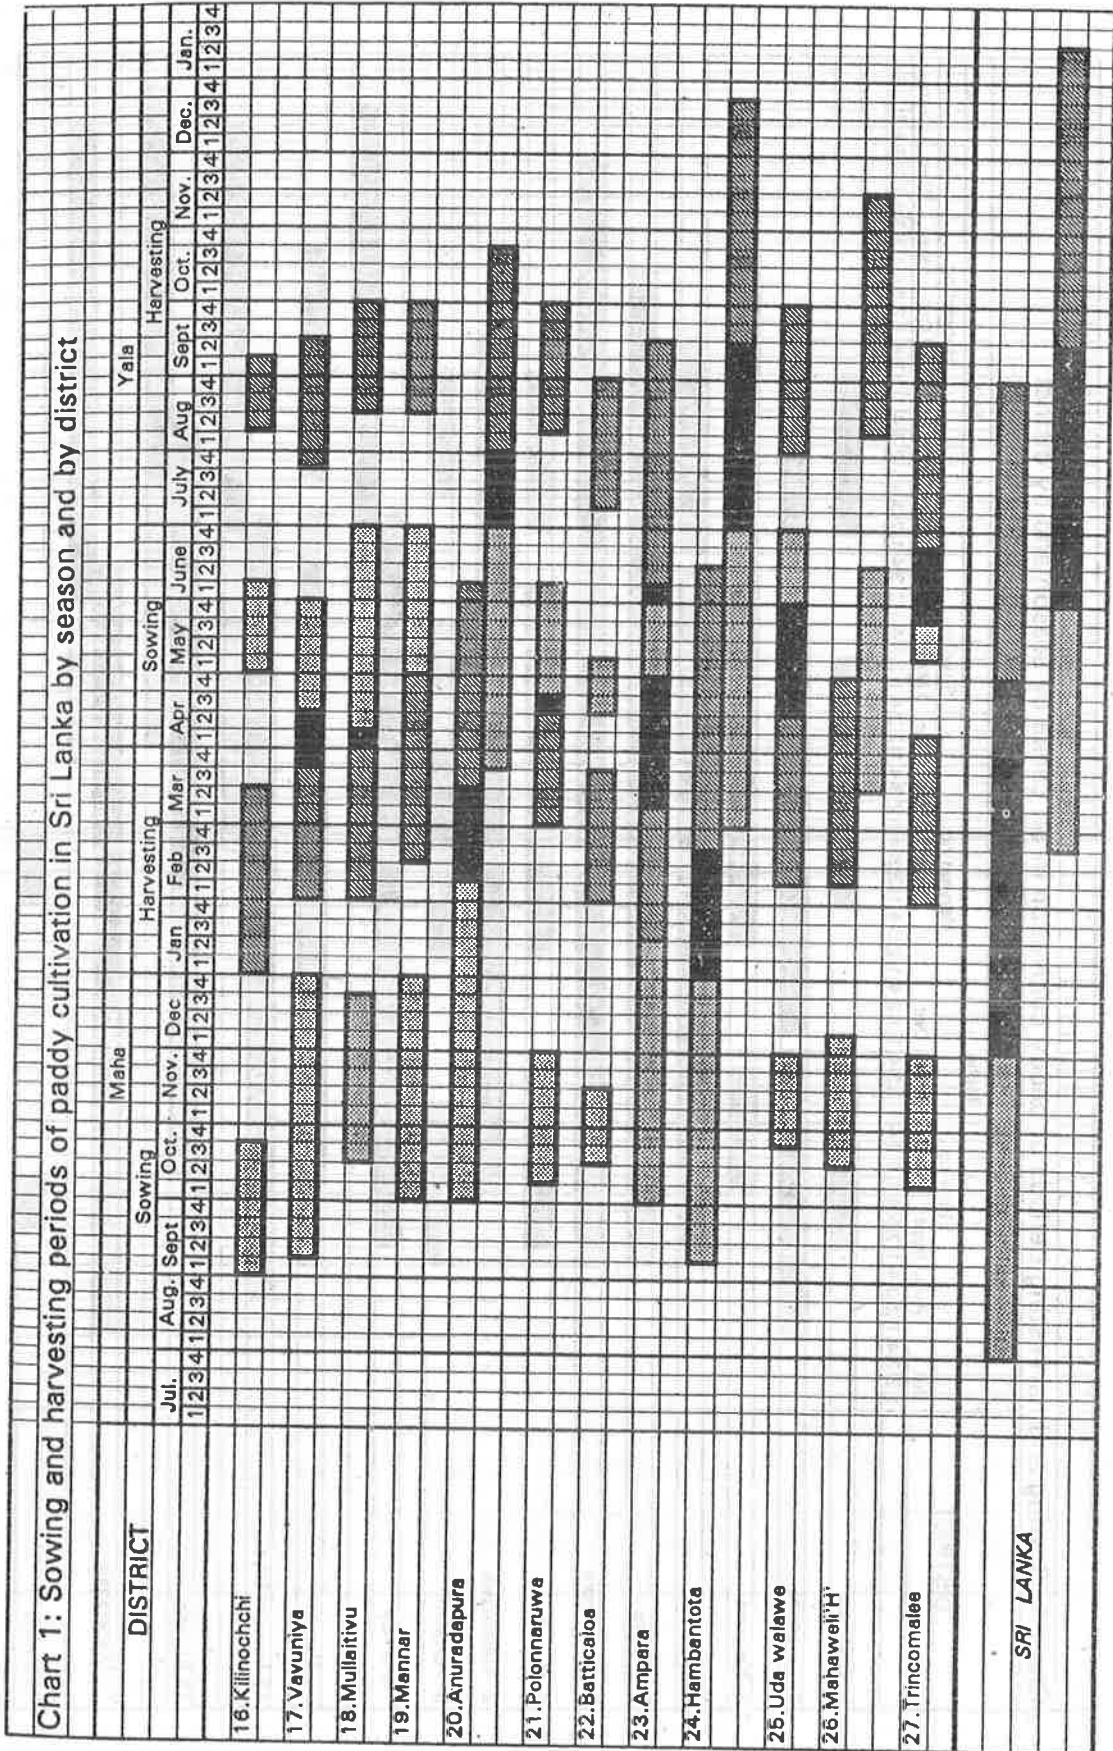 Chart 1: Sowing and harvesting periods of paddy cultivation in Sri Lanka by season and by district
Maha Yala
DISTRICT Sowing Harvesting Sowing Harvesting
Jul. Aug. Sept Oct. Nov. Dec Jan Feb Mar Apr May June July Aug Sept Oct. Nov. Dec. Jan.
1 2 3 4 1 2 3 4 1 2 3 4 1 2 3 4 1 2 3 4 1 2 3 4 1 2 3 4 1 2 3 4 1 2 3 4 1 2 3 4 1 2 3 4 1 2 3 4 1 2 3 4 1 2 3 4 1 2 3 4 1 2 3 4 1 2 3 4 1 2 3 4 1 2 3 4
16.Kilinochchi
17.Vavuniya
18.Mullaitivu
19.Mannar
20.Anuradapura
21.Polonnaruwa
22.Batticaloa
23.Ampara
24.Hambantota
25.Uda walawe
26.Mahaweli'H'
27.Trincomalee
SRI LANKA